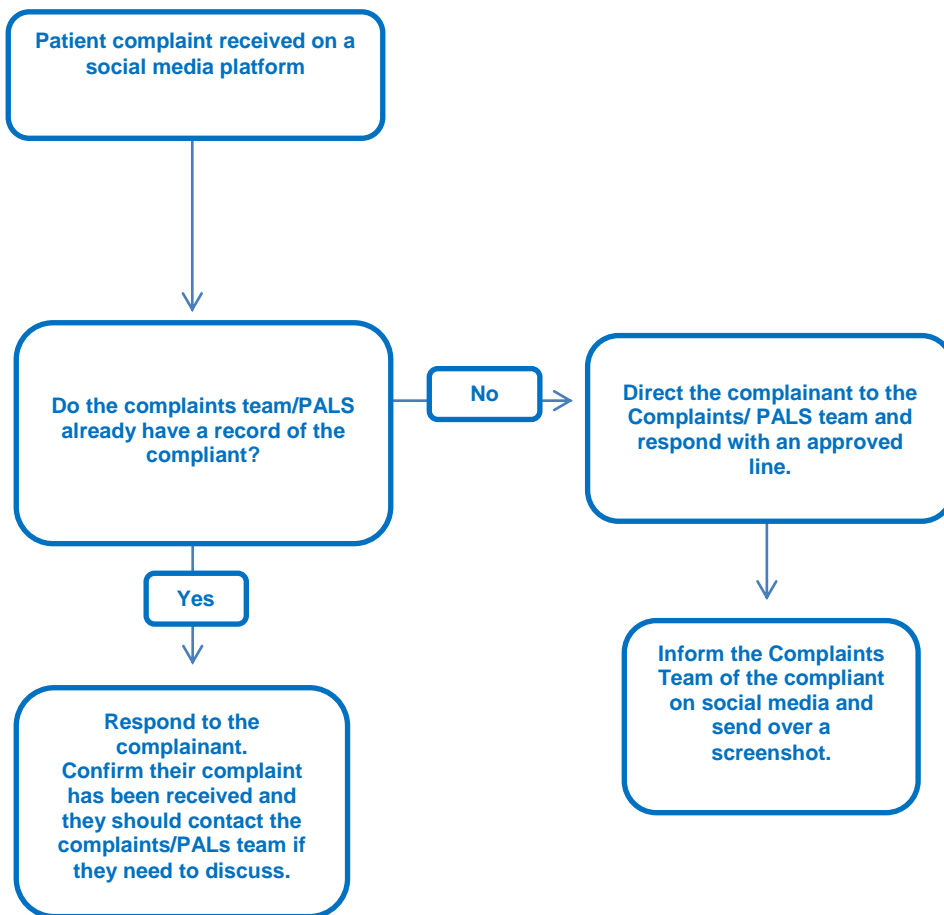 Patient complaint received on a
social media platform
Do the complaints team/PALS
already have a record of the
compliant?
No
Direct the complainant to the
Complaints/ PALS team and
respond with an approved
line.
Yes
Inform the Complaints
Team of the compliant
on social media and
send over a
screenshot.
Respond to the
complainant.
Confirm their complaint
has been received and
they should contact the
complaints/PALs team if
they need to discuss.